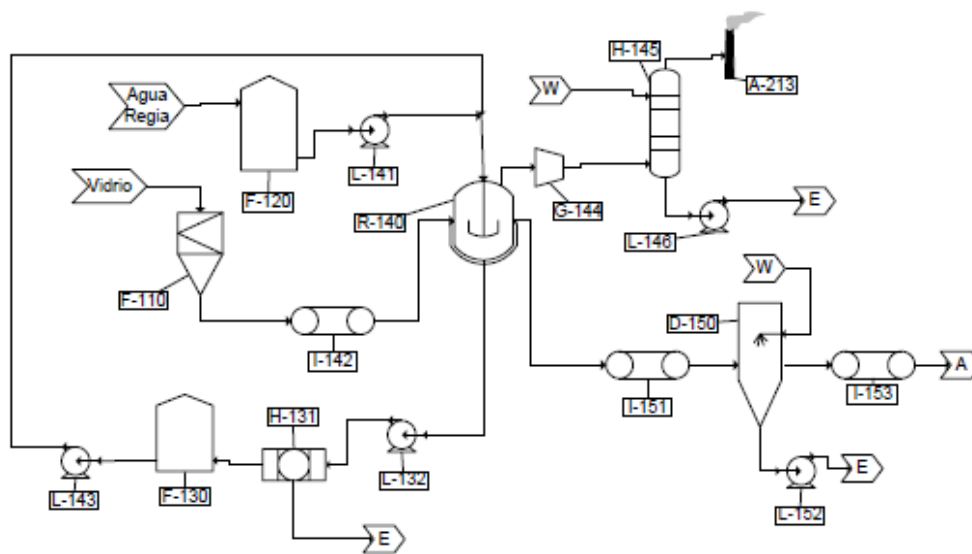 H-145
A-213
W
Agua
Regia
L-141
F-120
Vidrio
G-144
R-140
E
L-146
W
F-110
D-150
I-142
A
I-151
I-153
H-131
L-132
L-143
F-130
E
L-152
E